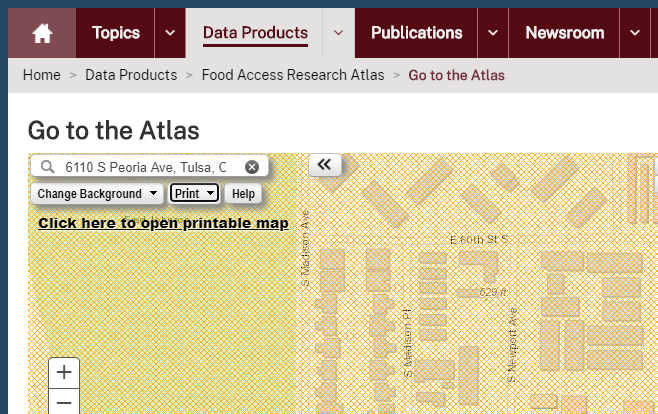 Topics
Data Products
Publications
Newsroom
Home > Data Products > Food Access Research Atlas > Go to the Atlas
Go to the Atlas
6110 S Peoria Ave, Tulsa, C
Change Background
Print
Help
Click here to open printable map
S Madison Ave
E 60th St S
629 ft
S Madison Pl
S Newport Ave
+
−